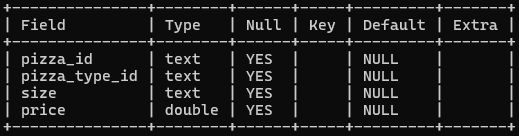 +---------------+--------+------+-----+---------+-------+
| Field         | Type   | Null | Key | Default | Extra |
+---------------+--------+------+-----+---------+-------+
| pizza_id      | text   | YES  |     | NULL    |       |
| pizza_type_id | text   | YES  |     | NULL    |       |
| size          | text   | YES  |     | NULL    |       |
| price         | double | YES  |     | NULL    |       |
+---------------+--------+------+-----+---------+-------+